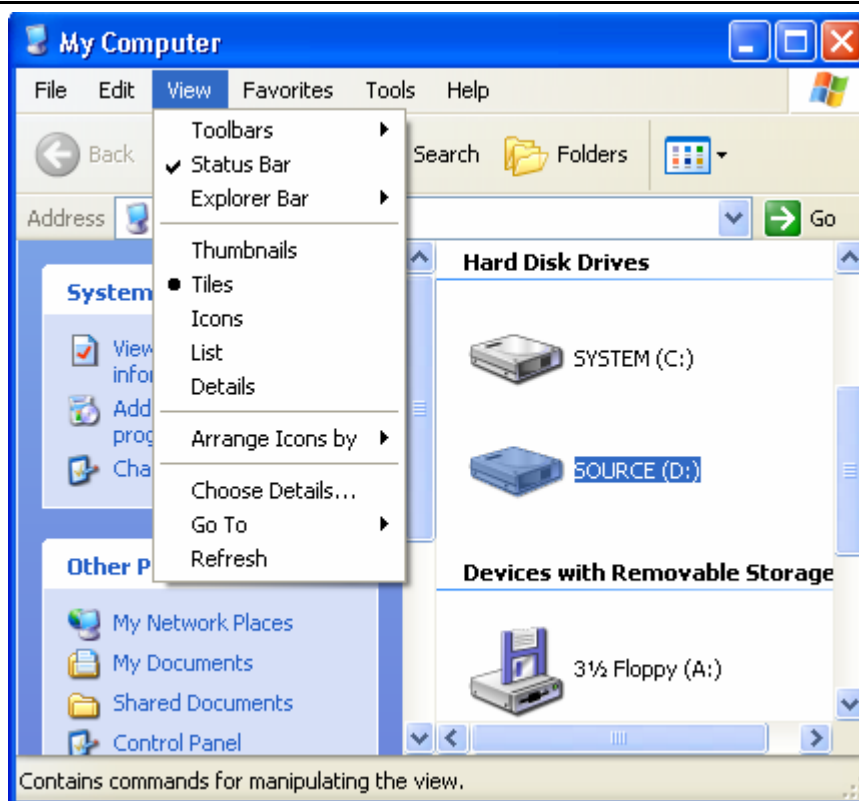 My Computer
File Edit View Favorites Tools Help
Back Search Folders
Address Go
Toolbars
Status Bar
Explorer Bar
Thumbnails
Tiles
Icons
List
Details
Arrange Icons by
Choose Details...
Go To
Refresh
System
View
Add
Other P
My Network Places
My Documents
Shared Documents
Control Panel
Hard Disk Drives
SYSTEM (C:)
SOURCE (D:)
Devices with Removable Storage
3½ Floppy (A:)
Contains commands for manipulating the view.